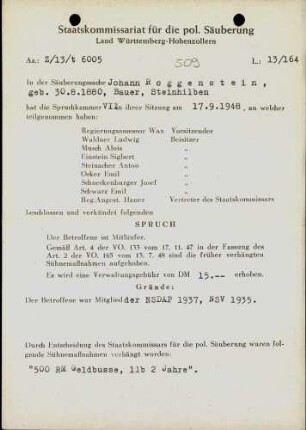 Staatskommissariat für die pol. Säuberung
Land Württemberg-Hohenzollern
Az.: Z/13/t 6005 509 L.: 13/164
In der Säuberungssache Johann Roggenstein,
geb. 30.8.1880, Bauer, Steinhilben
hat die Spruchkammer VII in ihrer Sitzung am 17.9.1948, an welcher
teilgenommen haben:
Regierungsassessor Wax Vorsitzender
Waldner Ludwig Beisitzer
Musch Alois "
Einstein Sigbert "
Steinacher Anton "
Osker Emil "
Schneckenburger Josef "
Schwarz Emil "
Reg.Angest. Hauer Vertreter des Staatskommissars
beschlossen und verkündet folgenden
SPRUCH
Der Betroffene ist Mitläufer.
Gemäß Art. 4 der VO. 133 vom 17. 11. 47 in der Fassung des
Art. 2 der VO. 165 vom 13. 7. 48 sind die früher verhängten
Sühnemaßnahmen aufgehoben.
Es wird eine Verwaltungsgebühr von DM 15.-- erhoben.
Gründe:
Der Betroffene war Mitglied der NSDAP 1937, NSV 1935.
Durch Entscheidung des Staatskommissars für die pol. Säuberung waren fol-
gende Sühnemaßnahmen verhängt worden:
"500 RM Geldbusse, 11b 2 Jahre".